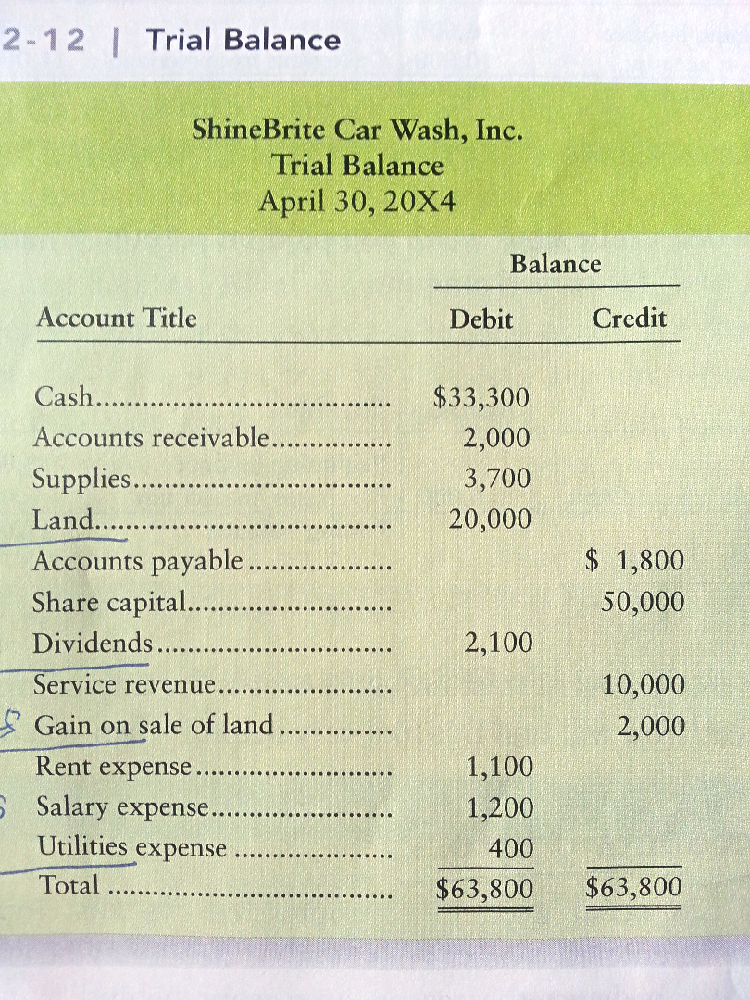 2-12 | Trial Balance
ShineBrite Car Wash, Inc.
Trial Balance
April 30, 20X4
Balance
Account Title Debit Credit
Cash....................................... $33,300
Accounts receivable................ 2,000
Supplies.................................. 3,700
Land....................................... 20,000
Accounts payable................... $ 1,800
Share capital........................... 50,000
Dividends............................... 2,100
Service revenue....................... 10,000
Gain on sale of land............... 2,000
Rent expense.......................... 1,100
Salary expense........................ 1,200
Utilities expense..................... 400
Total...................................... $63,800 $63,800